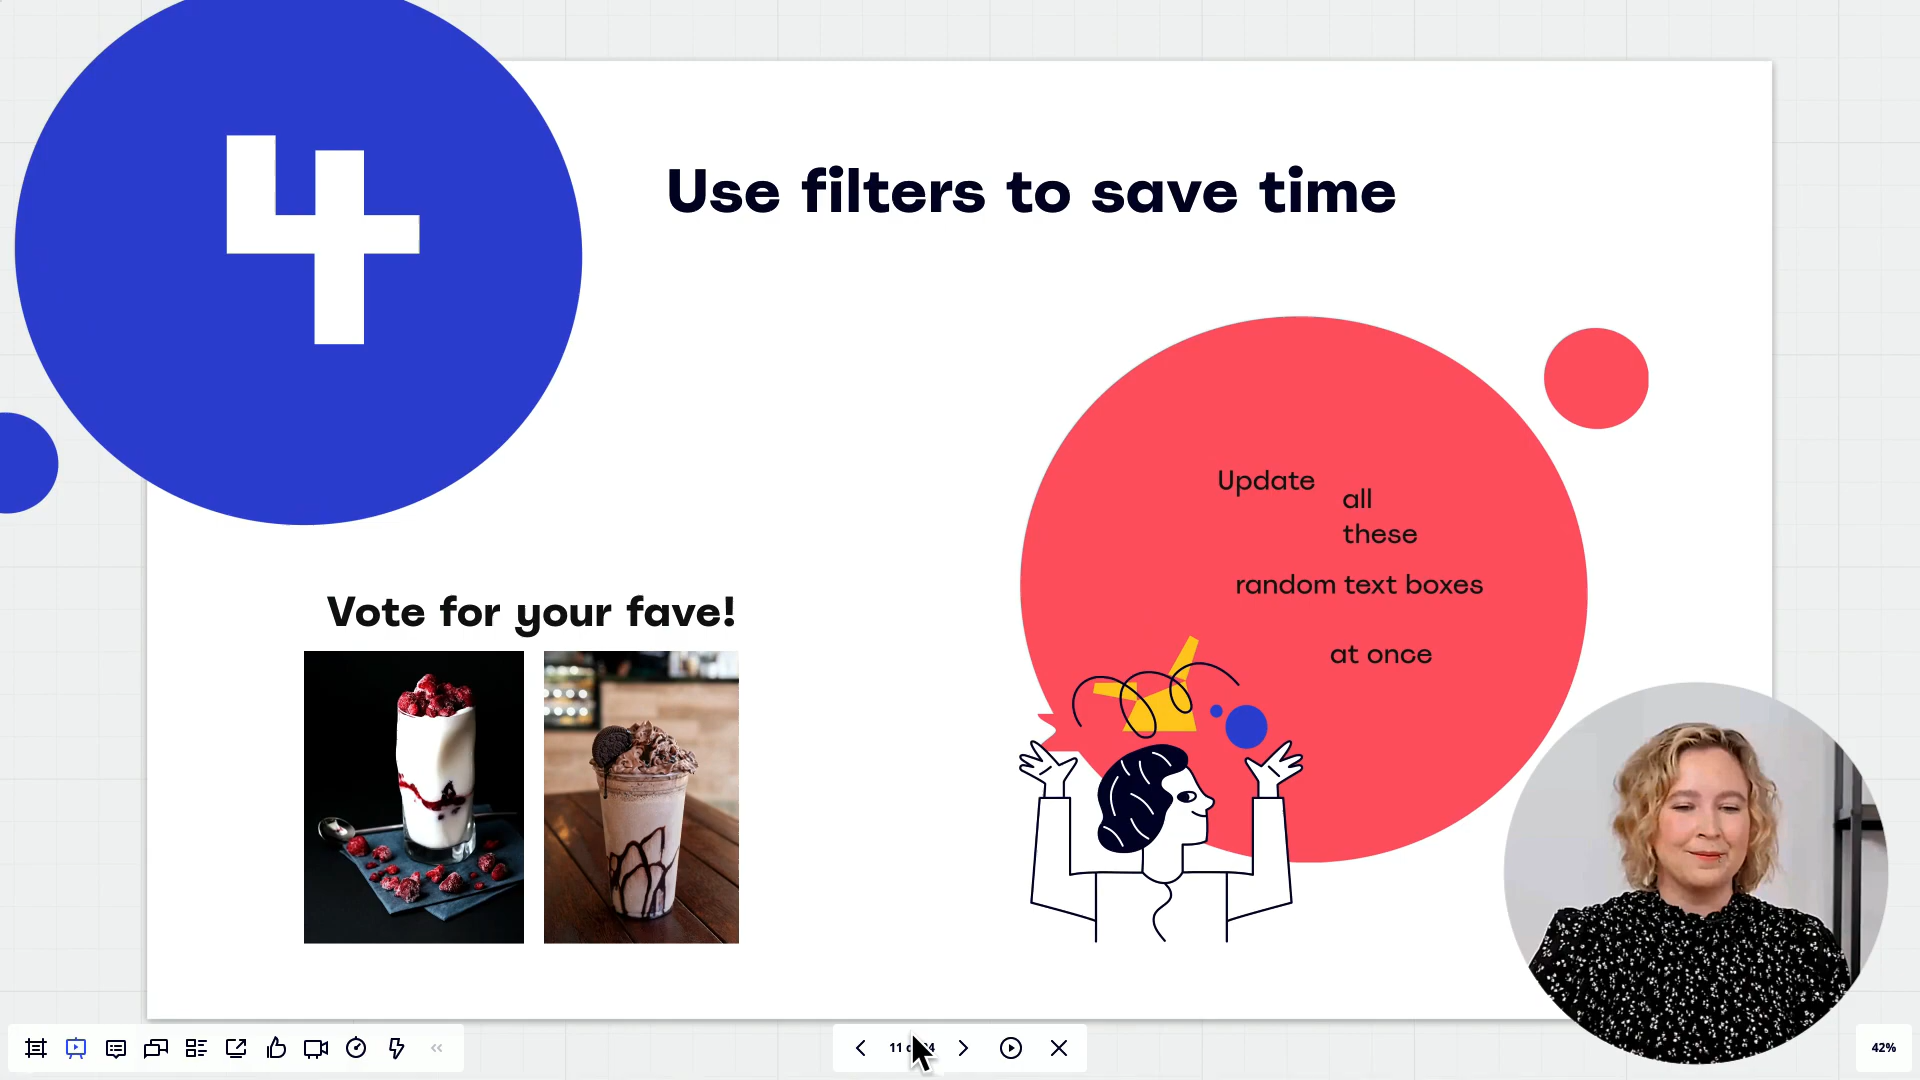 4
Use filters to save time
Update
all
these
random text boxes
at once
Vote for your fave!
11
42%